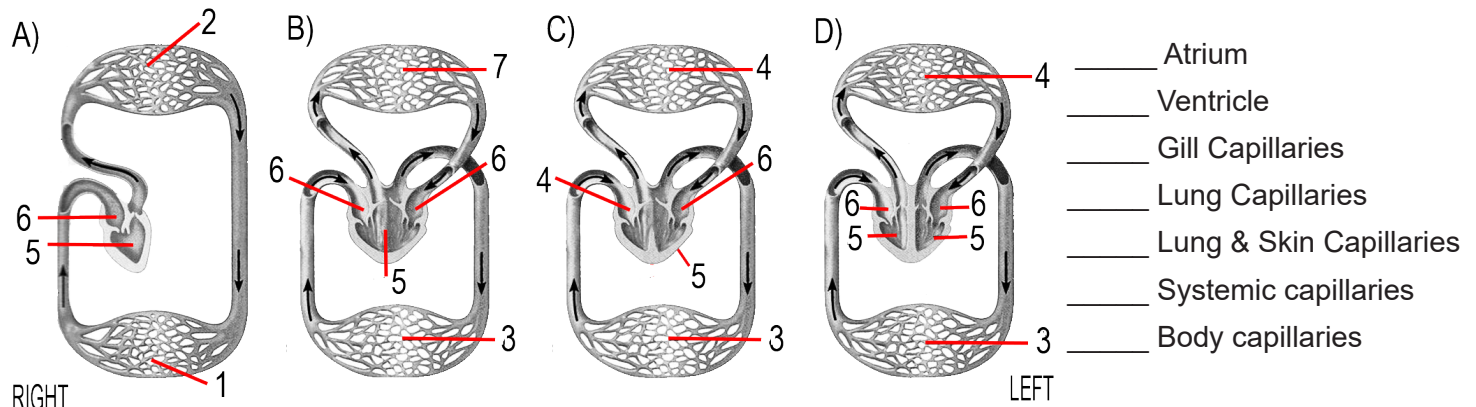 A)
2
6
5
1
RIGHT
B)
7
6
6
5
3
C)
4
4
6
5
3
D)
4
6
6
5
5
3
LEFT
______ Atrium
______ Ventricle
______ Gill Capillaries
______ Lung Capillaries
______ Lung & Skin Capillaries
______ Systemic capillaries
______ Body capillaries